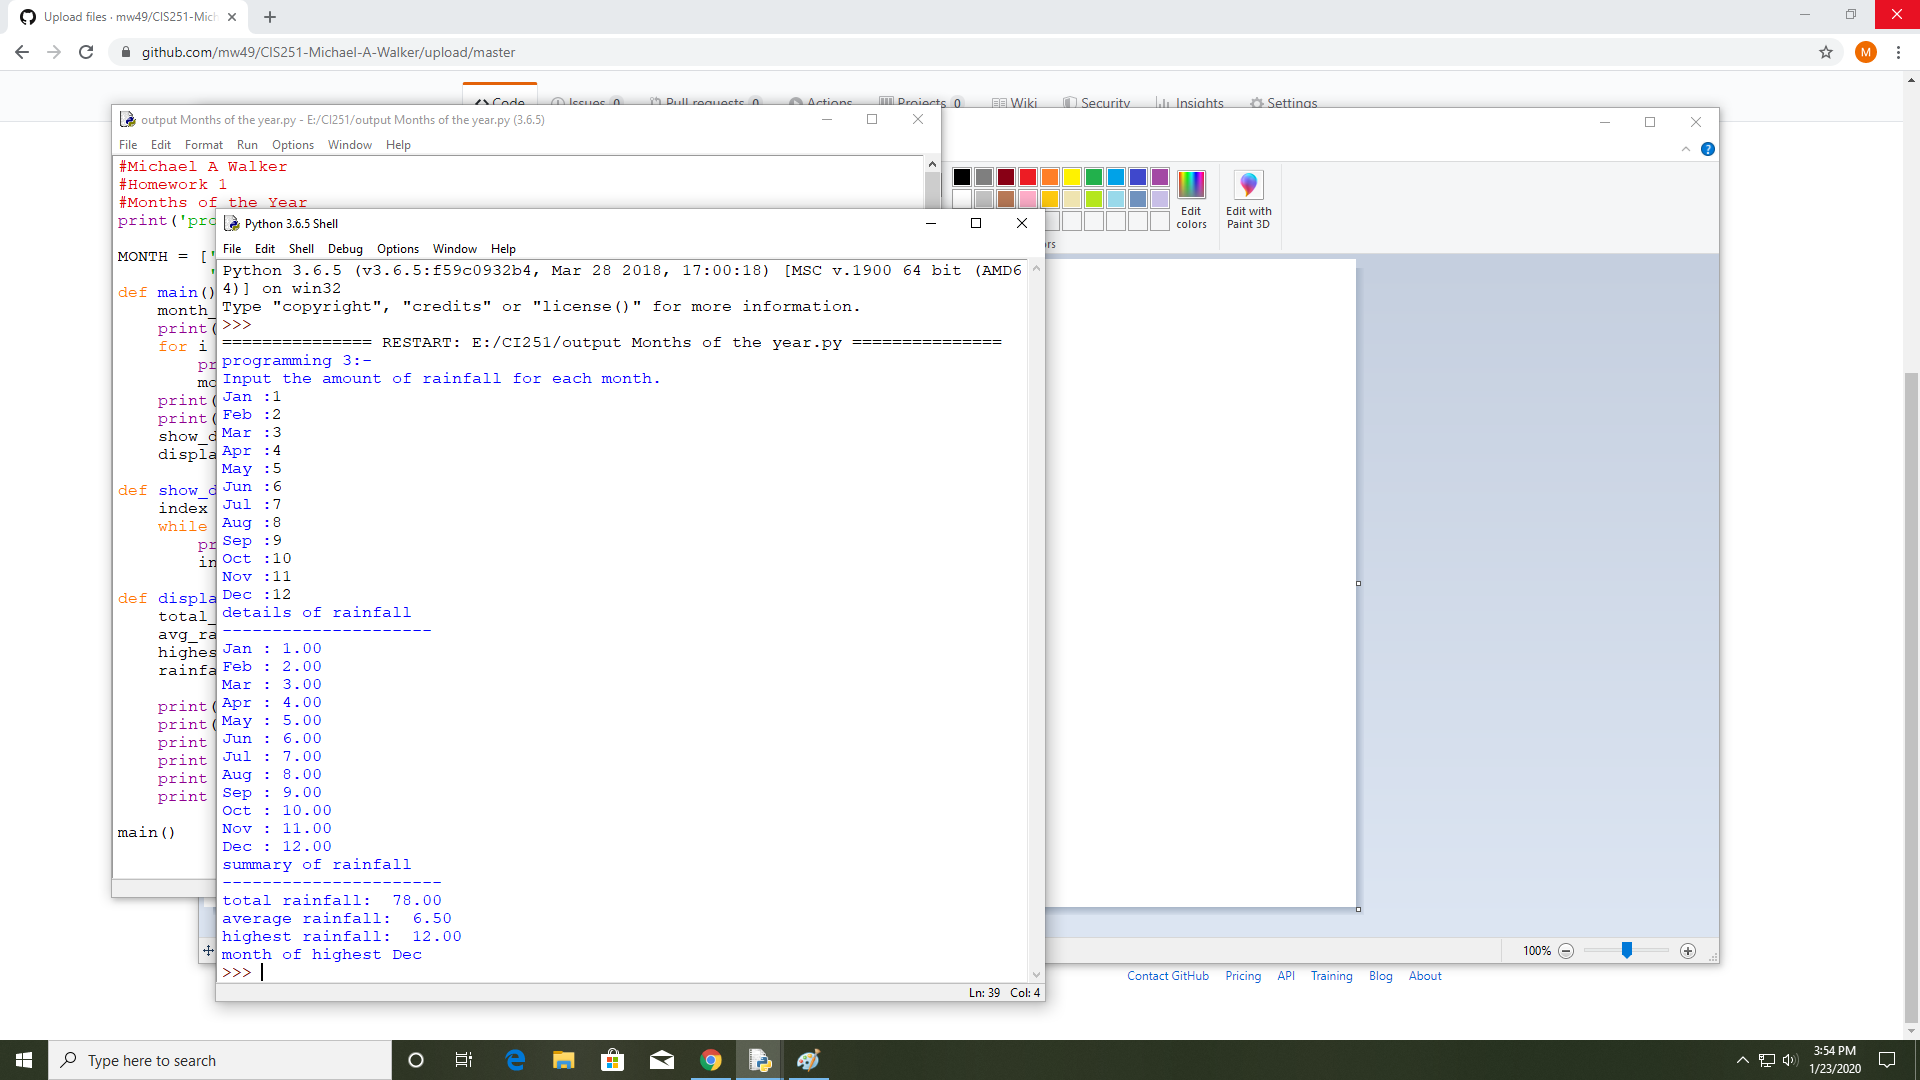 Upload files · mw49/CIS251-Mich
github.com/mw49/CIS251-Michael-A-Walker/upload/master
M
Code
Issues 0
Pull requests 0
Actions
Projects 0
Wiki
Security
Insights
Settings
output Months of the year.py - E:/CI251/output Months of the year.py (3.6.5)
File Edit Format Run Options Window Help
#Michael A Walker
#Homework 1
#Months of the Year
print('pro
MONTH = ['
'
def main()
month_
print(
for i
pr
mo
print(
print(
show_d
displa
def show_d
index
while
pr
in
def displa
total_
avg_ra
highes
rainfa
print(
print(
print
print
print
print
main()
Python 3.6.5 Shell
File Edit Shell Debug Options Window Help
Python 3.6.5 (v3.6.5:f59c0932b4, Mar 28 2018, 17:00:18) [MSC v.1900 64 bit (AMD6
4)] on win32
Type "copyright", "credits" or "license()" for more information.
>>>
=============== RESTART: E:/CI251/output Months of the year.py ===============
programming 3:-
Input the amount of rainfall for each month.
Jan :1
Feb :2
Mar :3
Apr :4
May :5
Jun :6
Jul :7
Aug :8
Sep :9
Oct :10
Nov :11
Dec :12
details of rainfall
---------------------
Jan : 1.00
Feb : 2.00
Mar : 3.00
Apr : 4.00
May : 5.00
Jun : 6.00
Jul : 7.00
Aug : 8.00
Sep : 9.00
Oct : 10.00
Nov : 11.00
Dec : 12.00
summary of rainfall
----------------------
total rainfall:  78.00
average rainfall:  6.50
highest rainfall:  12.00
month of highest Dec
>>>
Ln: 39 Col: 4
Edit
colors
Edit with
Paint 3D
ors
100%
Contact GitHub Pricing API Training Blog About
Type here to search
3:54 PM
1/23/2020